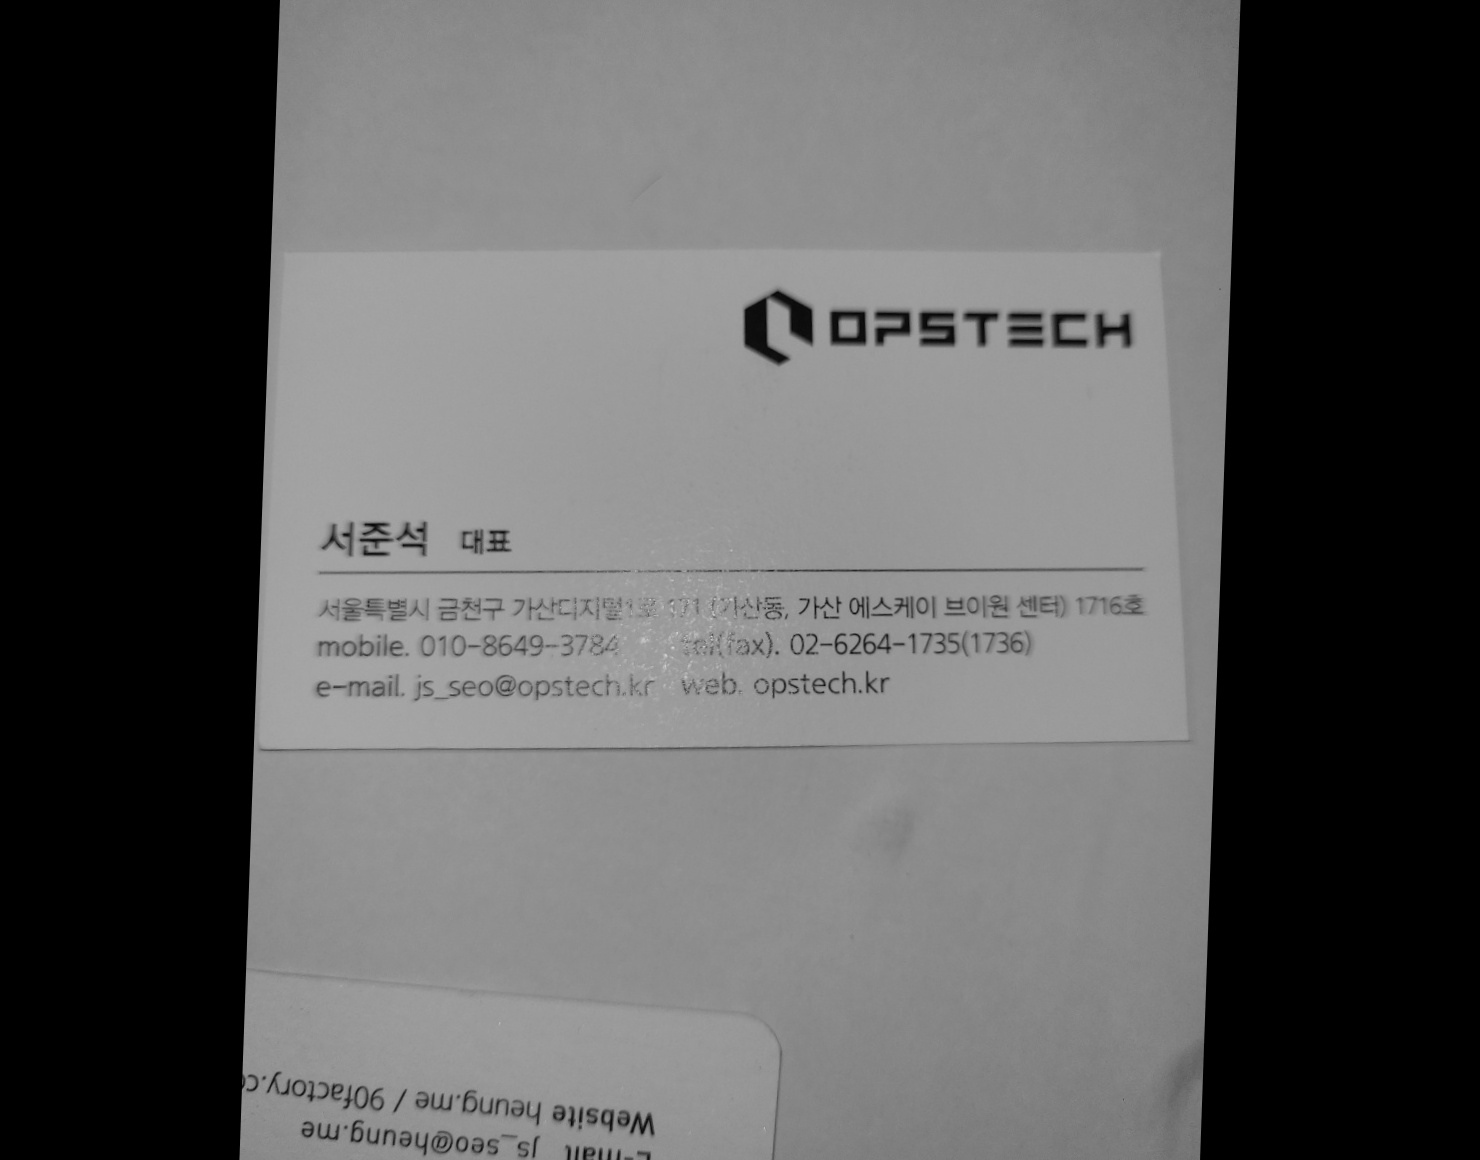 OPSTECH
서준석 대표
서울특별시 금천구 가산디지털1로 171 (가산동, 가산 에스케이 브이원 센터) 1716호
mobile. 010-8649-3784 tel(fax). 02-6264-1735(1736)
e-mail. js_seo@opstech.kr web. opstech.kr
E-mail js_seo@heung.me
Website heung.me / 90factory.co